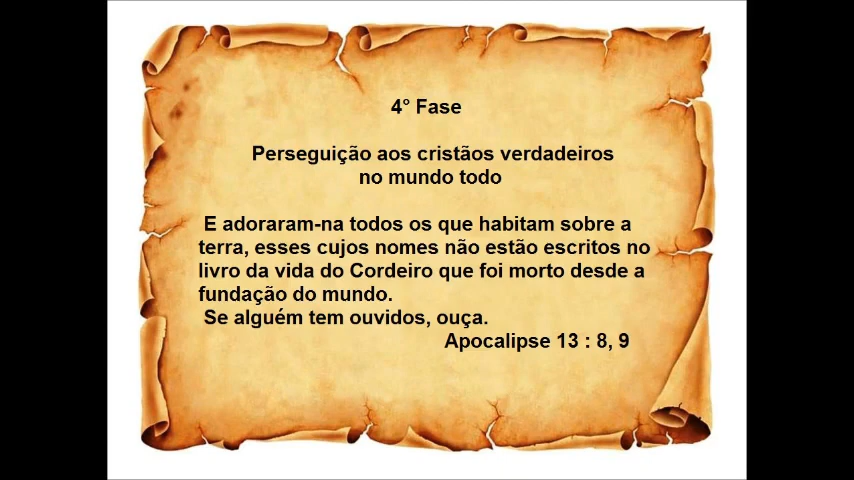 4° Fase
Perseguição aos cristãos verdadeiros
no mundo todo
E adoraram-na todos os que habitam sobre a
terra, esses cujos nomes não estão escritos no
livro da vida do Cordeiro que foi morto desde a
fundação do mundo.
Se alguém tem ouvidos, ouça.
Apocalipse 13 : 8, 9